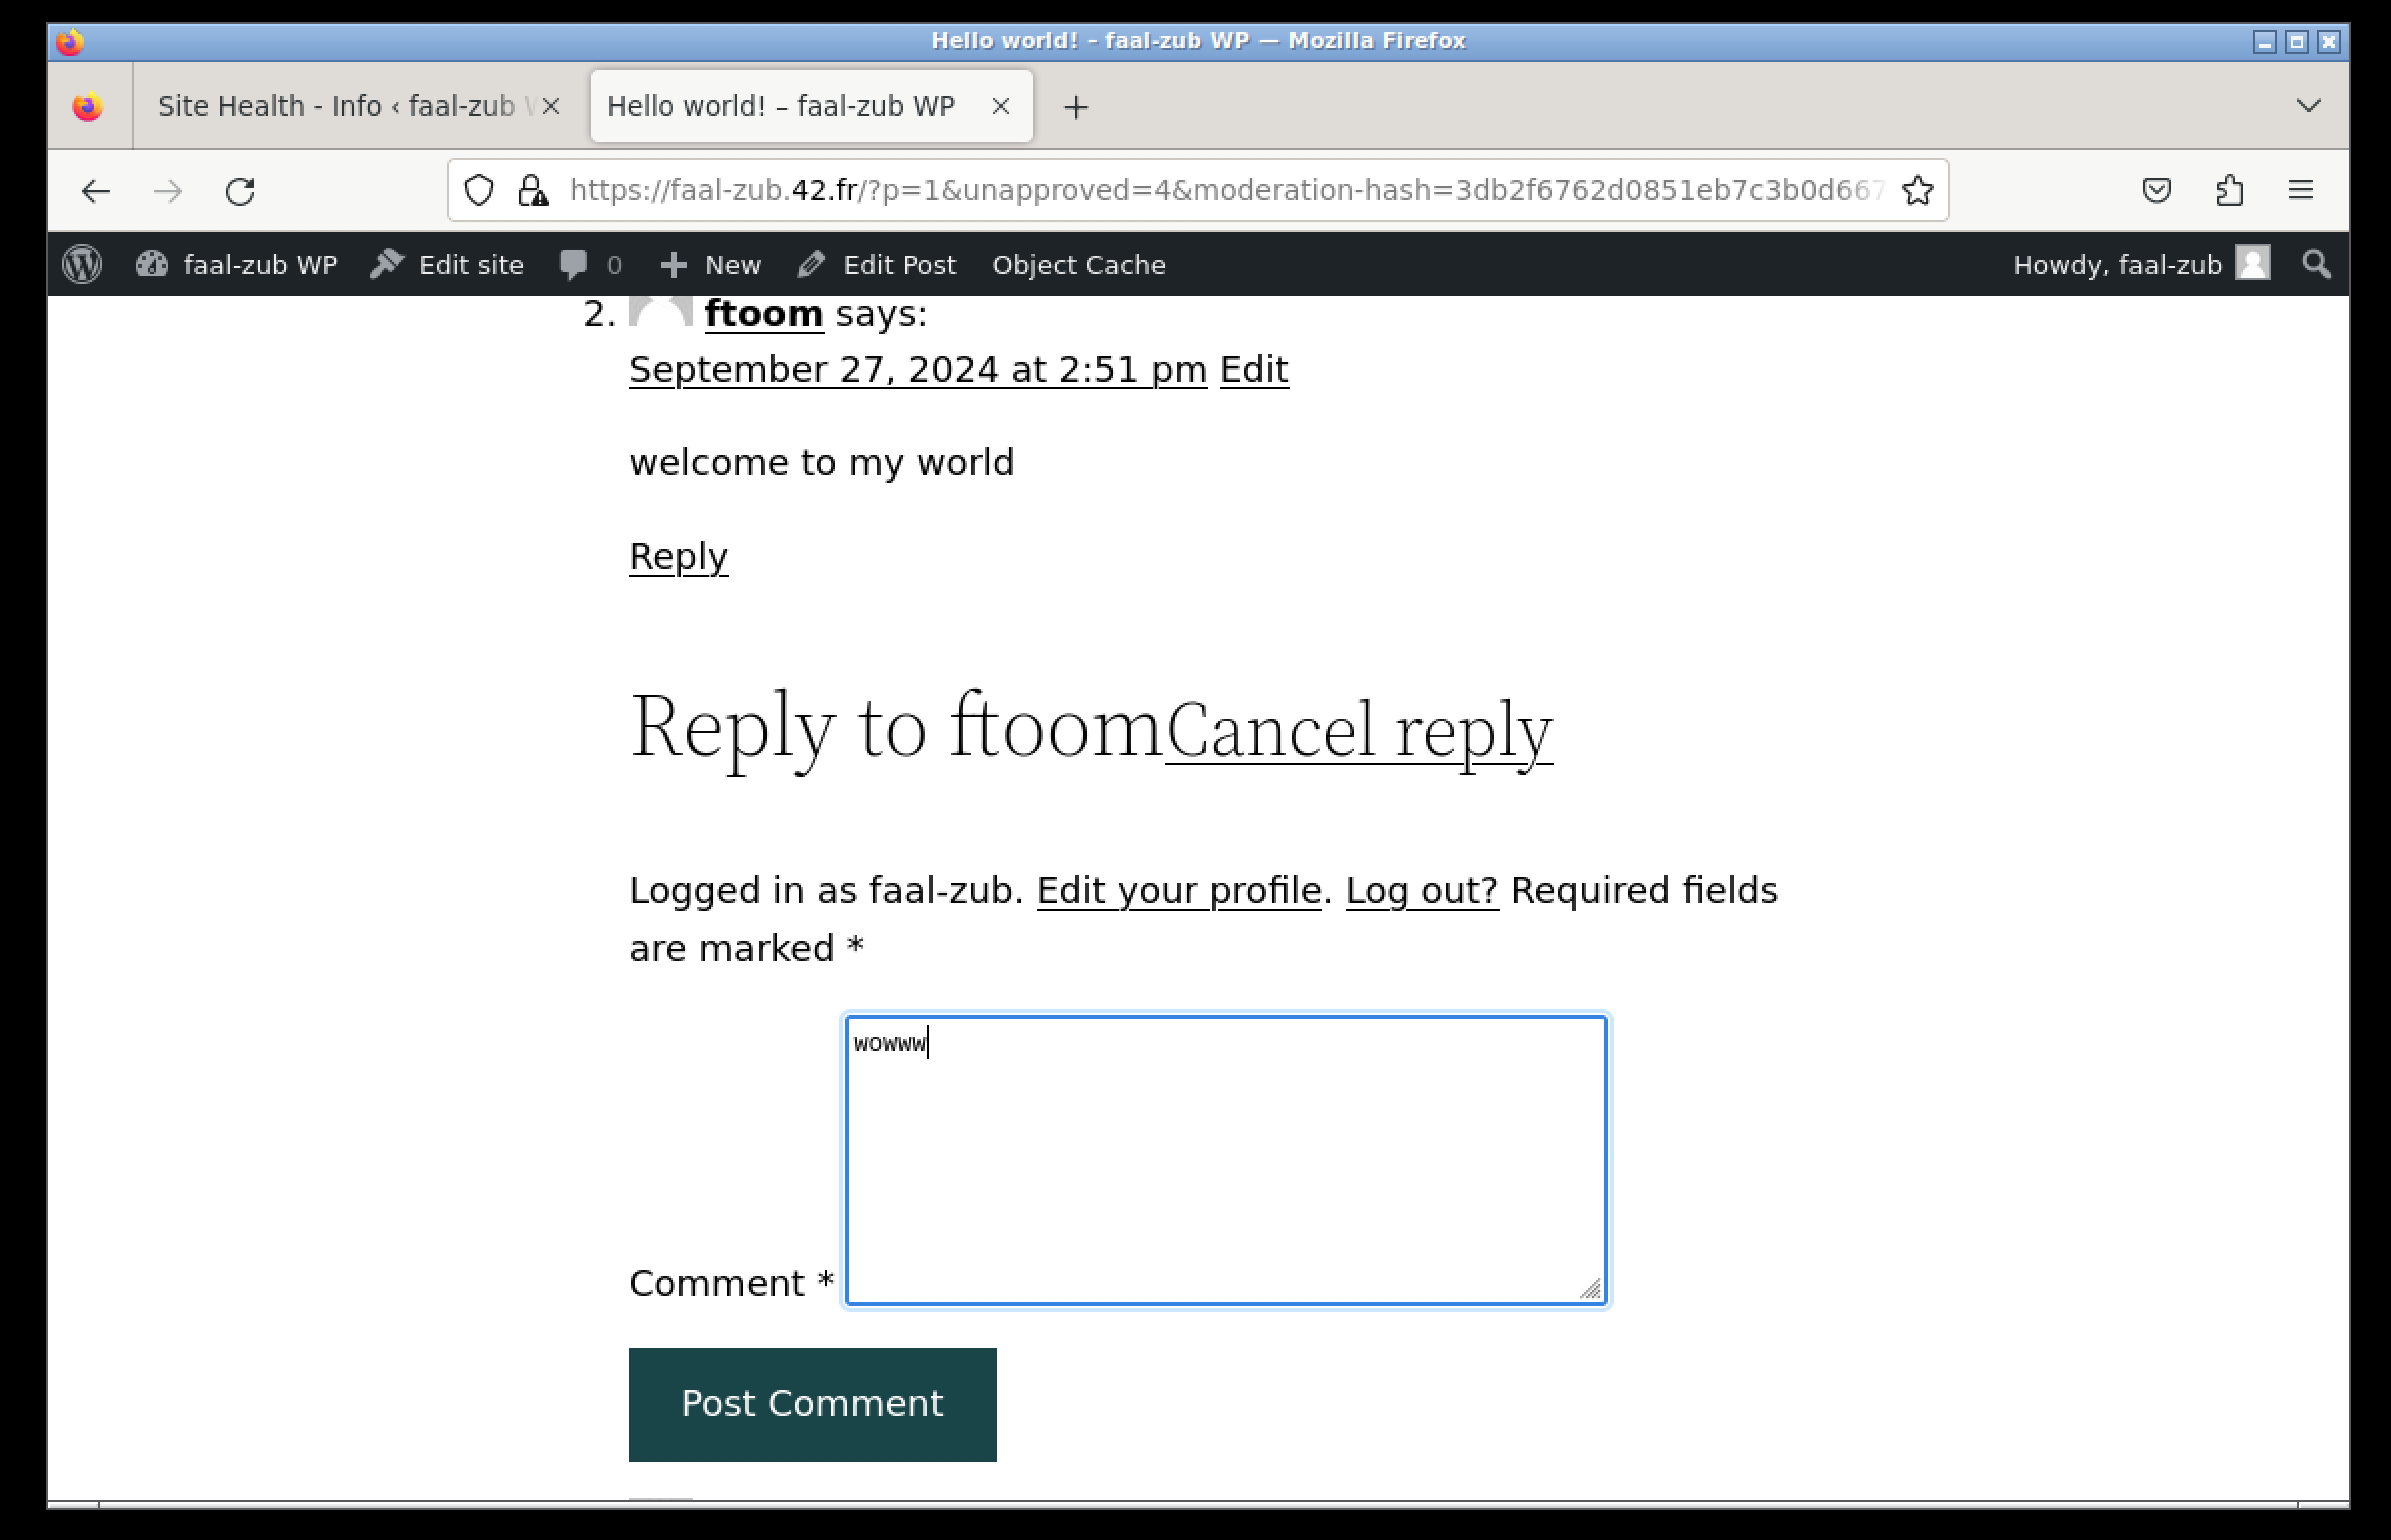 Hello world! – faal-zub WP — Mozilla Firefox
Site Health - Info ‹ faal-zub
Hello world! – faal-zub WP
https://faal-zub.42.fr/?p=1&unapproved=4&moderation-hash=3db2f6762d0851eb7c3b0d667
faal-zub WP Edit site 0 New Edit Post Object Cache Howdy, faal-zub
2. ftoom says:
September 27, 2024 at 2:51 pm Edit
welcome to my world
Reply
Reply to ftoomCancel reply
Logged in as faal-zub. Edit your profile. Log out? Required fields
are marked *
wowww
Comment *
Post Comment